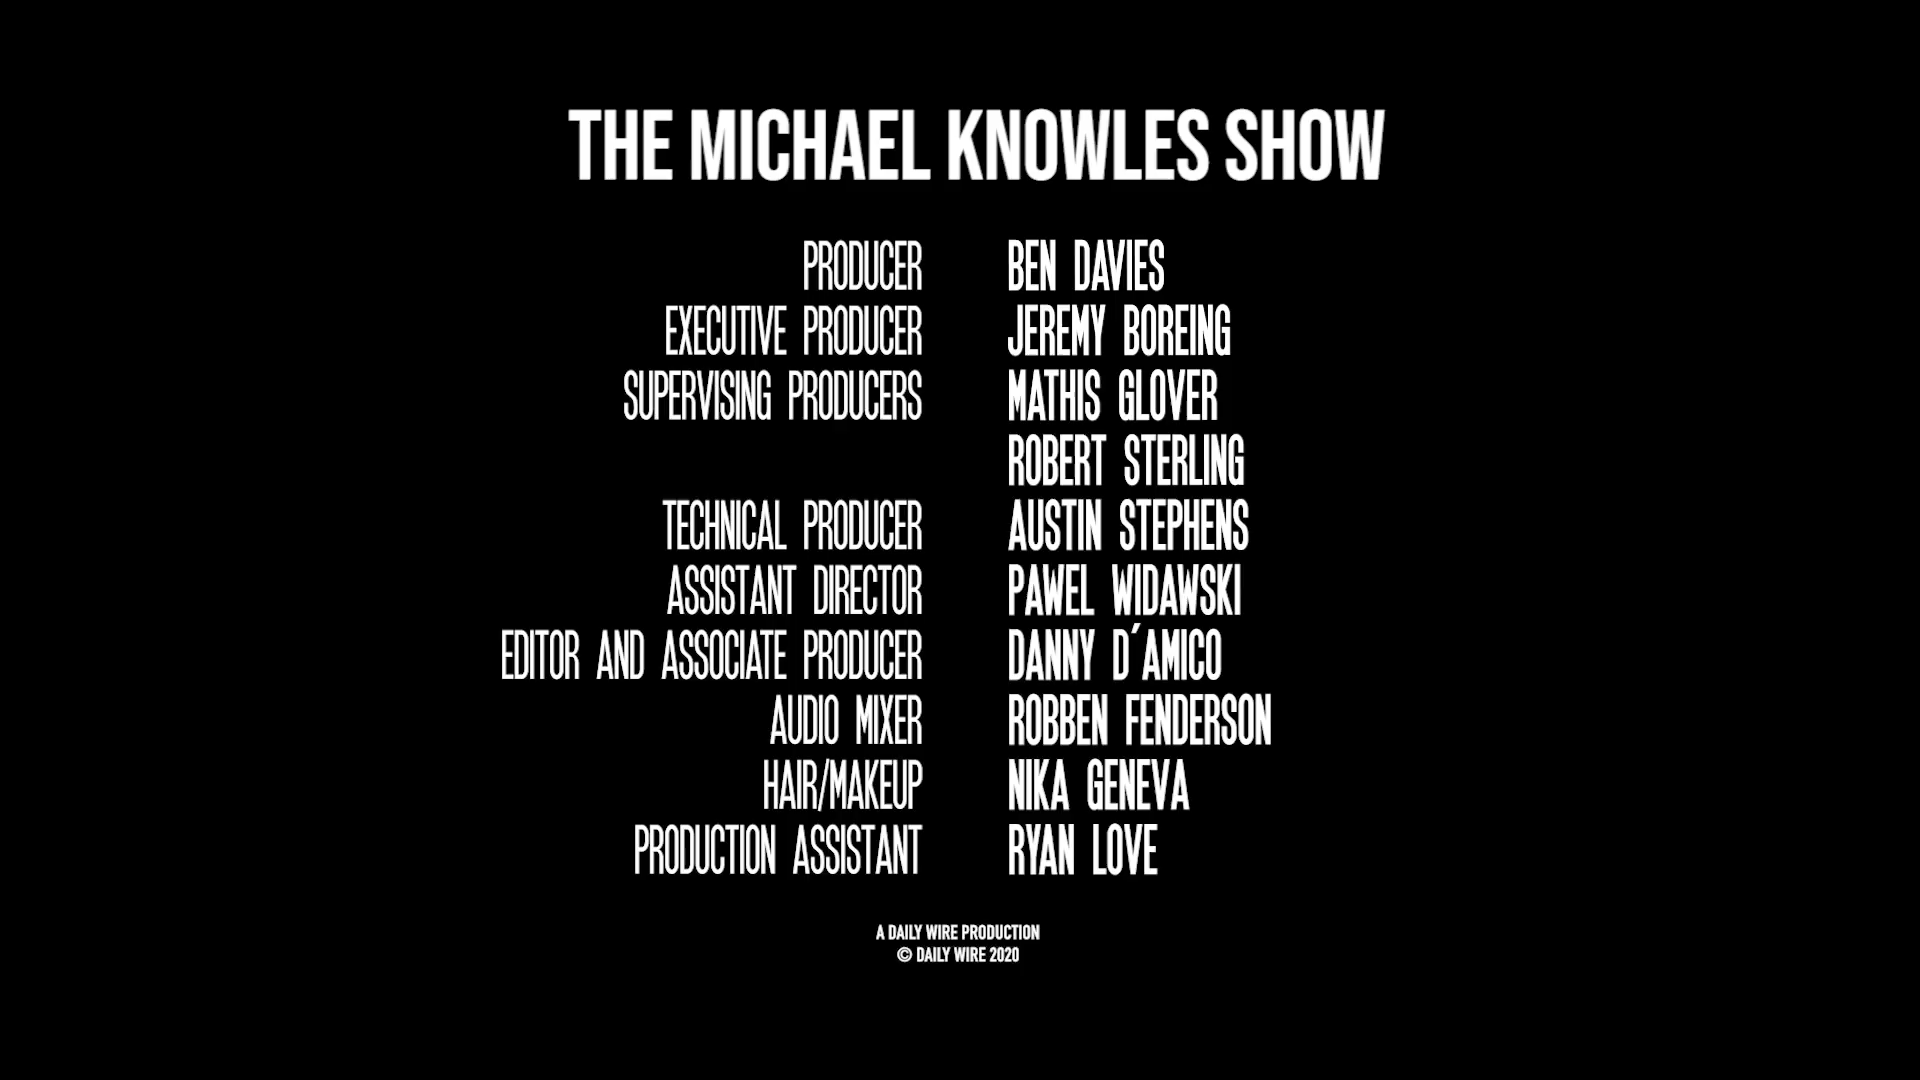 THE MICHAEL KNOWLES SHOW
PRODUCER BEN DAVIES
EXECUTIVE PRODUCER JEREMY BOREING
SUPERVISING PRODUCERS MATHIS GLOVER
ROBERT STERLING
TECHNICAL PRODUCER AUSTIN STEPHENS
ASSISTANT DIRECTOR PAWEL WIDAWSKI
EDITOR AND ASSOCIATE PRODUCER DANNY D´AMICO
AUDIO MIXER ROBBEN FENDERSON
HAIR/MAKEUP NIKA GENEVA
PRODUCTION ASSISTANT RYAN LOVE
A DAILY WIRE PRODUCTION
© DAILY WIRE 2020